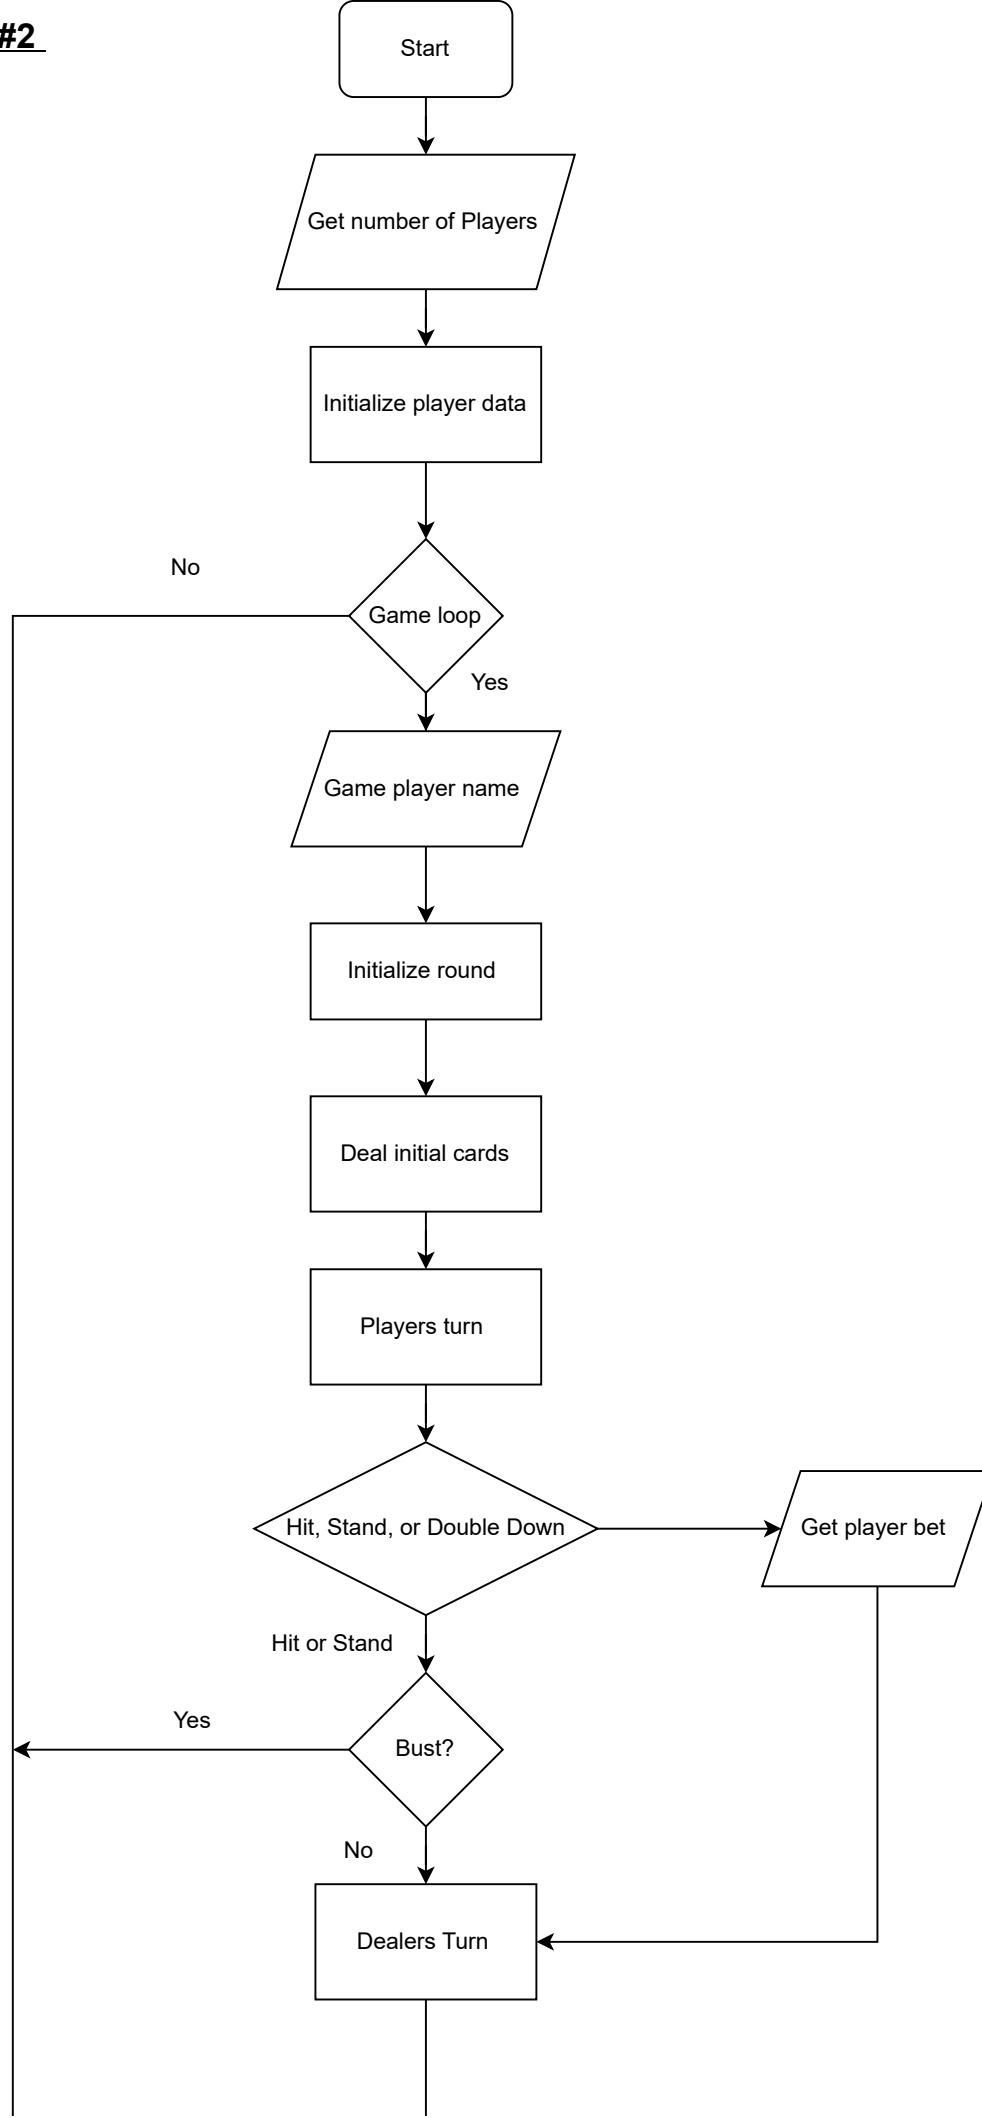 #2
Start
Get number of Players
Initialize player data
No
Game loop
Yes
Game player name
Initialize round
Deal initial cards
Players turn
Hit, Stand, or Double Down
Get player bet
Hit or Stand
Yes
Bust?
No
Dealers Turn